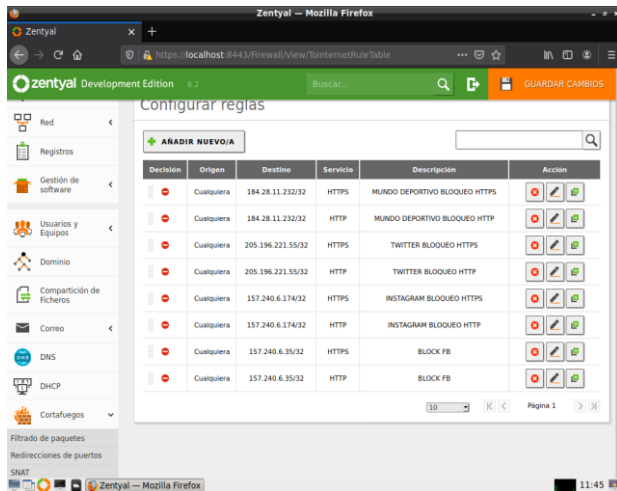 Zentyal — Mozilla Firefox
Zentyal
https://localhost:8443/Firewall/View/ToInternetRuleTable
zentyal Development Edition 6.2
Buscar...
GUARDAR CAMBIOS
Configurar reglas
Red
Registros
Gestión de
software
Usuarios y
Equipos
Dominio
Compartición de
Ficheros
Correo
DNS
DHCP
Cortafuegos
Filtrado de paquetes
Redirecciones de puertos
SNAT
AÑADIR NUEVO/A
Decisión Origen Destino Servicio Descripción Acción
Cualquiera 184.28.11.232/32 HTTPS MUNDO DEPORTIVO BLOQUEO HTTPS
Cualquiera 184.28.11.232/32 HTTP MUNDO DEPORTIVO BLOQUEO HTTP
Cualquiera 205.196.221.55/32 HTTPS TWITTER BLOQUEO HTTPS
Cualquiera 205.196.221.55/32 HTTP TWITTER BLOQUEO HTTP
Cualquiera 157.240.6.174/32 HTTPS INSTAGRAM BLOQUEO HTTPS
Cualquiera 157.240.6.174/32 HTTP INSTAGRAM BLOQUEO HTTP
Cualquiera 157.240.6.35/32 HTTPS BLOCK FB
Cualquiera 157.240.6.35/32 HTTP BLOCK FB
10 Página 1
Zentyal — Mozilla Firefox
11:45